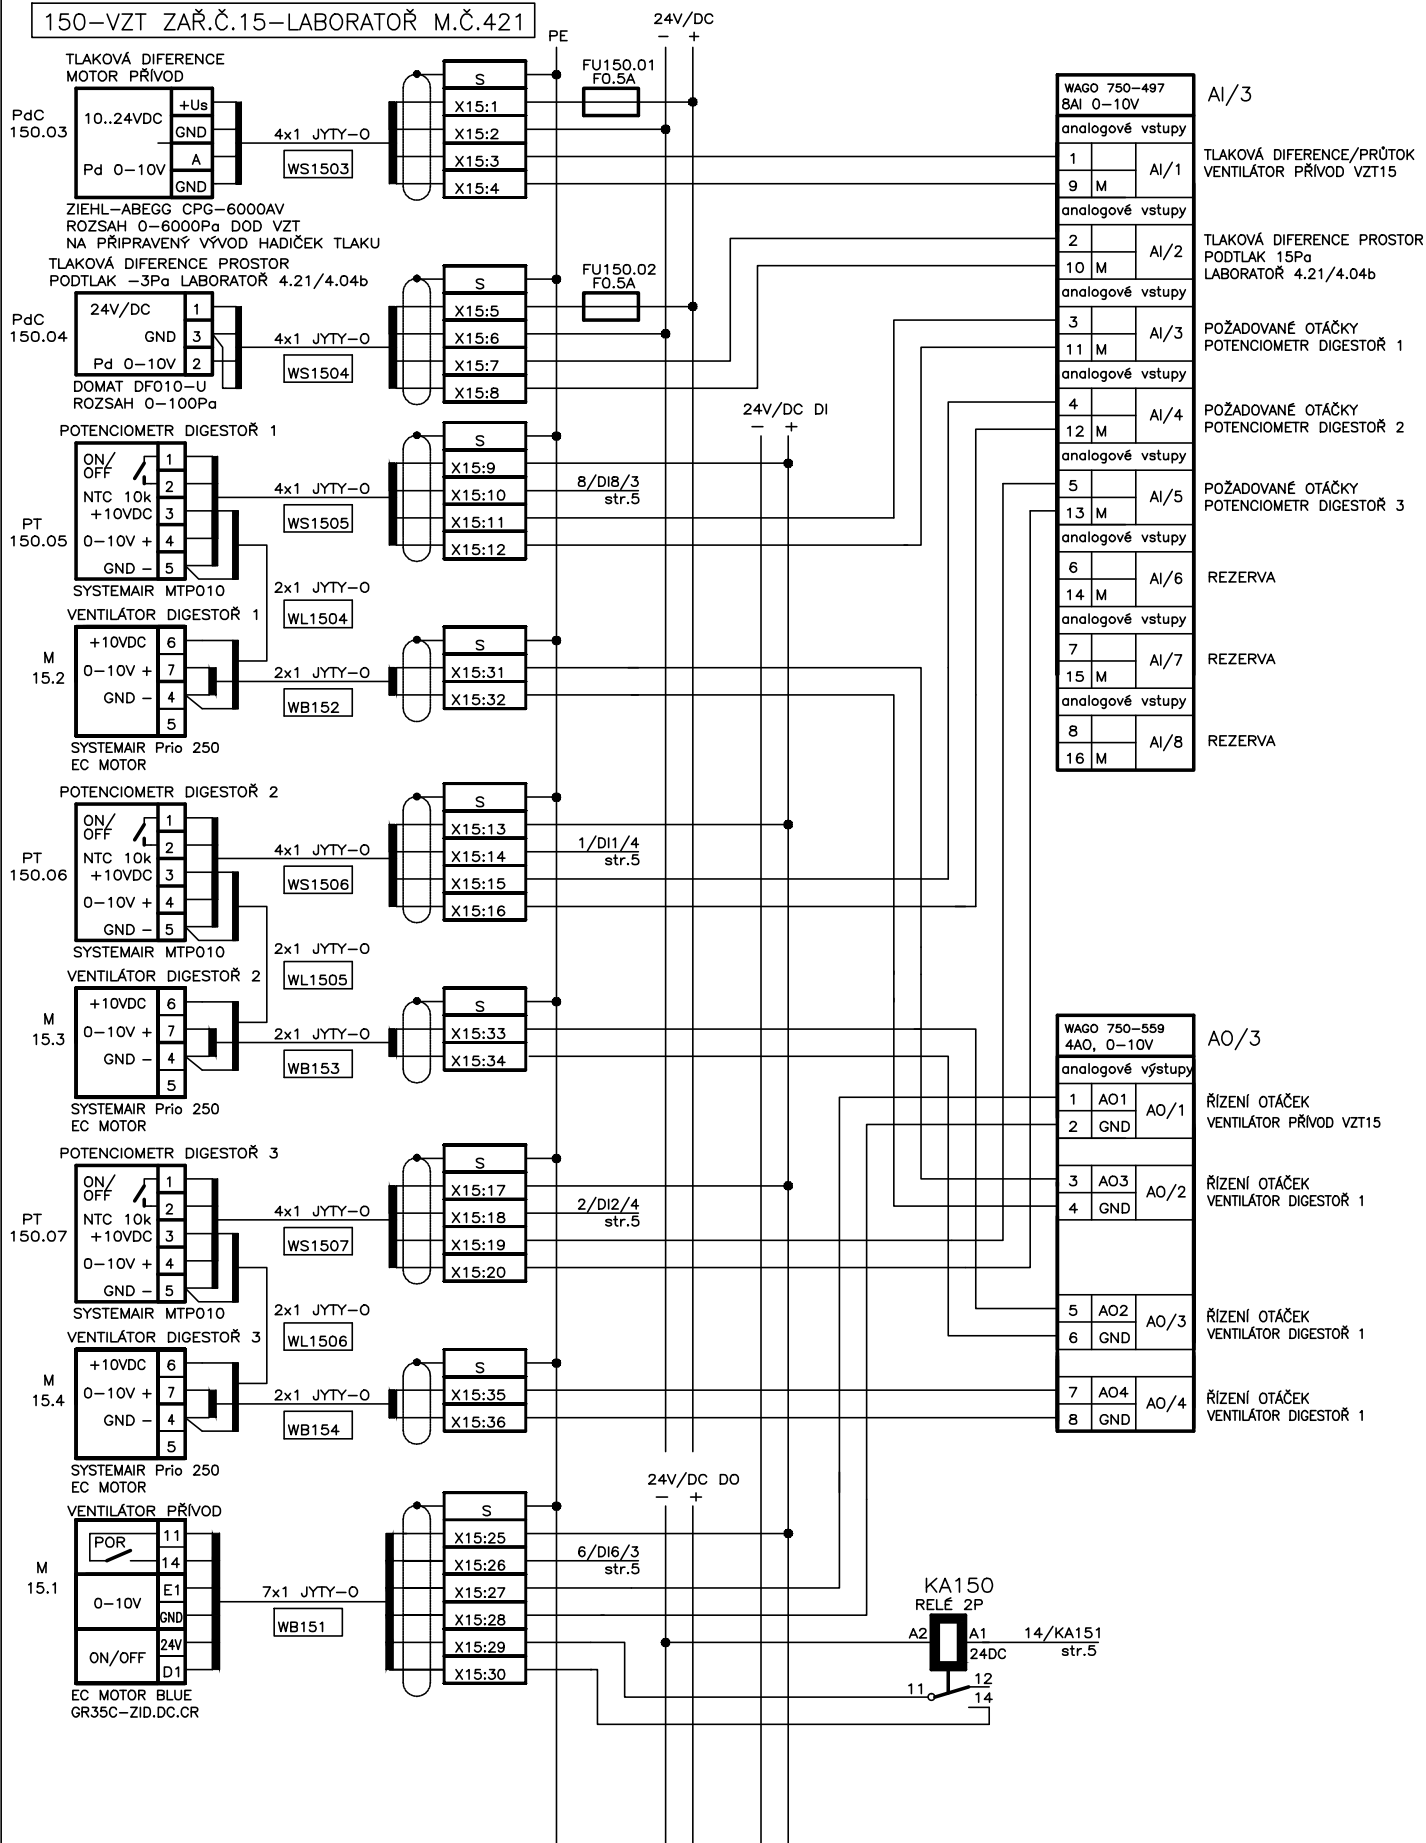 150-VZT ZAŘ.Č.15-LABORATOŘ M.Č.421
PE
24V/DC
- +
TLAKOVÁ DIFERENCE
MOTOR PŘÍVOD
PdC
150.03
10..24VDC
Pd 0-10V
+Us
GND
A
GND
4x1 JYTY-O
WS1503
S
X15:1
X15:2
X15:3
X15:4
FU150.01
F0.5A
ZIEHL-ABEGG CPG-6000AV
ROZSAH 0-6000Pa DOD VZT
NA PŘIPRAVENÝ VÝVOD HADIČEK TLAKU
TLAKOVÁ DIFERENCE PROSTOR
PODTLAK -3Pa LABORATOŘ 4.21/4.04b
PdC
150.04
24V/DC 1
GND 3
Pd 0-10V 2
4x1 JYTY-O
WS1504
S
X15:5
X15:6
X15:7
X15:8
FU150.02
F0.5A
DOMAT DF010-U
ROZSAH 0-100Pa
24V/DC DI
- +
POTENCIOMETR DIGESTOŘ 1
PT
150.05
ON/
OFF
1
2
NTC 10k
+10VDC 3
0-10V + 4
GND - 5
4x1 JYTY-O
WS1505
S
X15:9
X15:10
X15:11
X15:12
8/DI8/3
str.5
SYSTEMAIR MTP010
2x1 JYTY-O
WL1504
VENTILÁTOR DIGESTOŘ 1
M
15.2
+10VDC 6
0-10V + 7
GND - 4
5
2x1 JYTY-O
WB152
S
X15:31
X15:32
SYSTEMAIR Prio 250
EC MOTOR
POTENCIOMETR DIGESTOŘ 2
PT
150.06
ON/
OFF
1
2
NTC 10k
+10VDC 3
0-10V + 4
GND - 5
4x1 JYTY-O
WS1506
S
X15:13
X15:14
X15:15
X15:16
1/DI1/4
str.5
SYSTEMAIR MTP010
2x1 JYTY-O
WL1505
VENTILÁTOR DIGESTOŘ 2
M
15.3
+10VDC 6
0-10V + 7
GND - 4
5
2x1 JYTY-O
WB153
S
X15:33
X15:34
SYSTEMAIR Prio 250
EC MOTOR
POTENCIOMETR DIGESTOŘ 3
PT
150.07
ON/
OFF
1
2
NTC 10k
+10VDC 3
0-10V + 4
GND - 5
4x1 JYTY-O
WS1507
S
X15:17
X15:18
X15:19
X15:20
2/DI2/4
str.5
SYSTEMAIR MTP010
2x1 JYTY-O
WL1506
VENTILÁTOR DIGESTOŘ 3
M
15.4
+10VDC 6
0-10V + 7
GND - 4
5
2x1 JYTY-O
WB154
S
X15:35
X15:36
SYSTEMAIR Prio 250
EC MOTOR
24V/DC DO
- +
VENTILÁTOR PŘÍVOD
M
15.1
POR
11
14
0-10V
E1
GND
ON/OFF
24V
D1
7x1 JYTY-O
WB151
S
X15:25
X15:26
X15:27
X15:28
X15:29
X15:30
6/DI6/3
str.5
EC MOTOR BLUE
GR35C-ZID.DC.CR
KA150
RELÉ 2P
A2
A1
24DC
14/KA151
str.5
11
12
14
WAGO 750-497
8AI 0-10V
AI/3
analogové vstupy
1
9 M
AI/1
TLAKOVÁ DIFERENCE/PRŮTOK
VENTILÁTOR PŘÍVOD VZT15
analogové vstupy
2
10 M
AI/2
TLAKOVÁ DIFERENCE PROSTOR
PODTLAK 15Pa
LABORATOŘ 4.21/4.04b
analogové vstupy
3
11 M
AI/3
POŽADOVANÉ OTÁČKY
POTENCIOMETR DIGESTOŘ 1
analogové vstupy
4
12 M
AI/4
POŽADOVANÉ OTÁČKY
POTENCIOMETR DIGESTOŘ 2
analogové vstupy
5
13 M
AI/5
POŽADOVANÉ OTÁČKY
POTENCIOMETR DIGESTOŘ 3
analogové vstupy
6
14 M
AI/6
REZERVA
analogové vstupy
7
15 M
AI/7
REZERVA
analogové vstupy
8
16 M
AI/8
REZERVA
WAGO 750-559
4AO, 0-10V
AO/3
analogové výstupy
1 AO1
2 GND
AO/1
ŘÍZENÍ OTÁČEK
VENTILÁTOR PŘÍVOD VZT15
3 AO3
4 GND
AO/2
ŘÍZENÍ OTÁČEK
VENTILÁTOR DIGESTOŘ 1
5 AO2
6 GND
AO/3
ŘÍZENÍ OTÁČEK
VENTILÁTOR DIGESTOŘ 1
7 AO4
8 GND
AO/4
ŘÍZENÍ OTÁČEK
VENTILÁTOR DIGESTOŘ 1